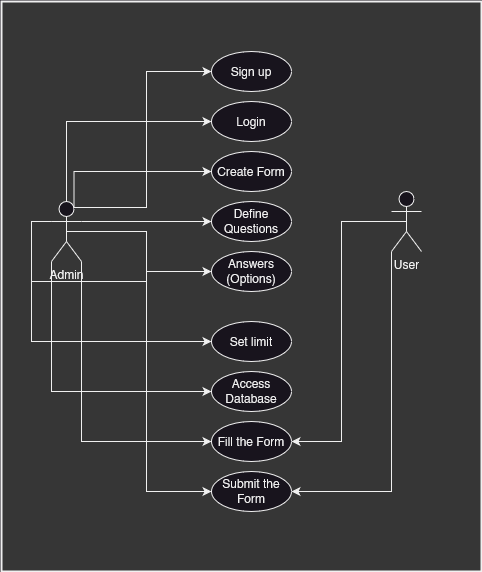 Sign up
Login
Create Form
Define
Questions
Answers
(Options)
Admin
User
Set limit
Access
Database
Fill the Form
Submit the
Form